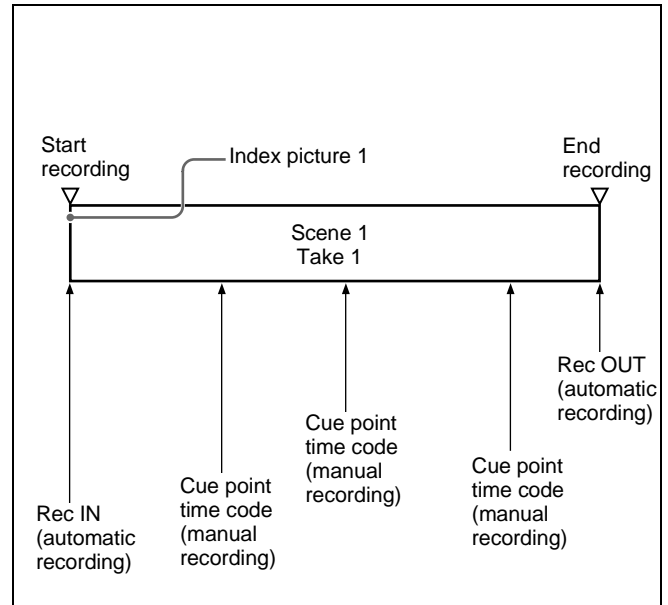 Start
recording
Index picture 1
End
recording
Scene 1
Take 1
Rec IN
(automatic
recording)
Cue point
time code
(manual
recording)
Cue point
time code
(manual
recording)
Cue point
time code
(manual
recording)
Rec OUT
(automatic
recording)